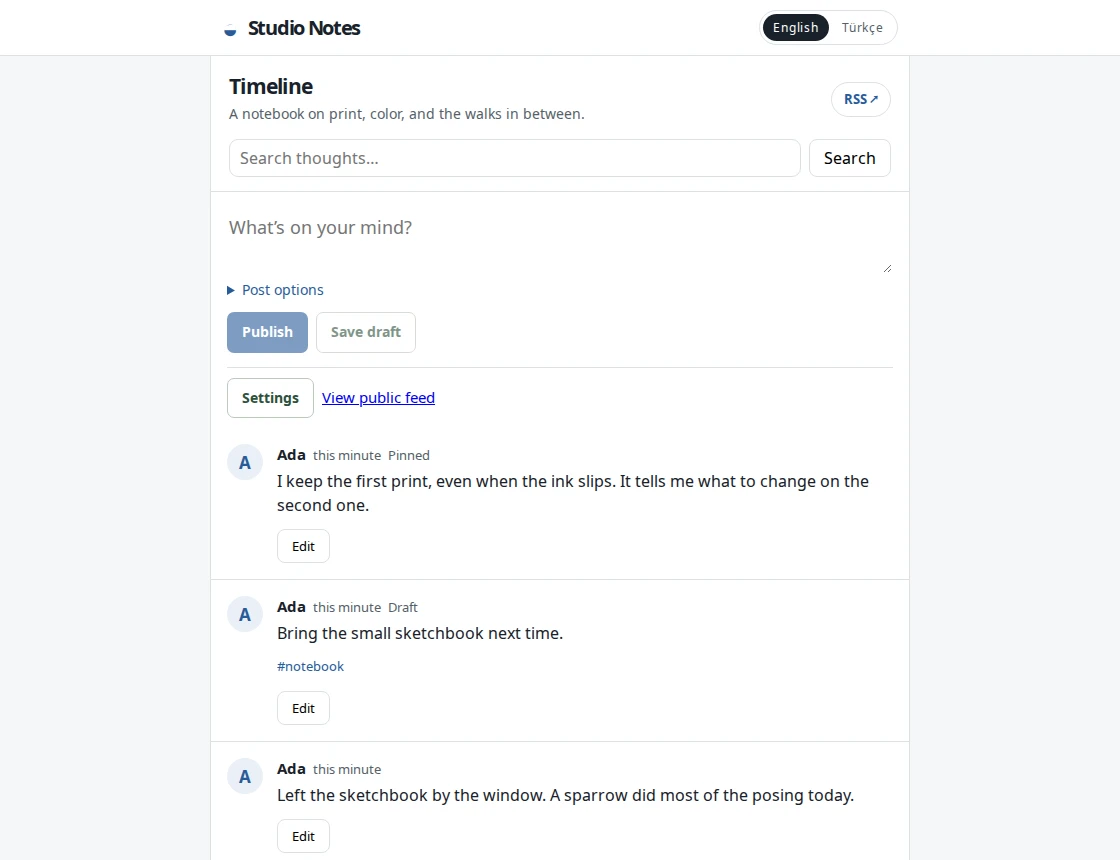 Studio Notes
English
Türkçe
Timeline
A notebook on print, color, and the walks in between.
RSS↗
Search thoughts…
Search
What's on your mind?
Post options
Publish
Save draft
Settings
View public feed
A
Ada this minute Pinned
I keep the first print, even when the ink slips. It tells me what to change on the
second one.
Edit
A
Ada this minute Draft
Bring the small sketchbook next time.
#notebook
Edit
A
Ada this minute
Left the sketchbook by the window. A sparrow did most of the posing today.
Edit